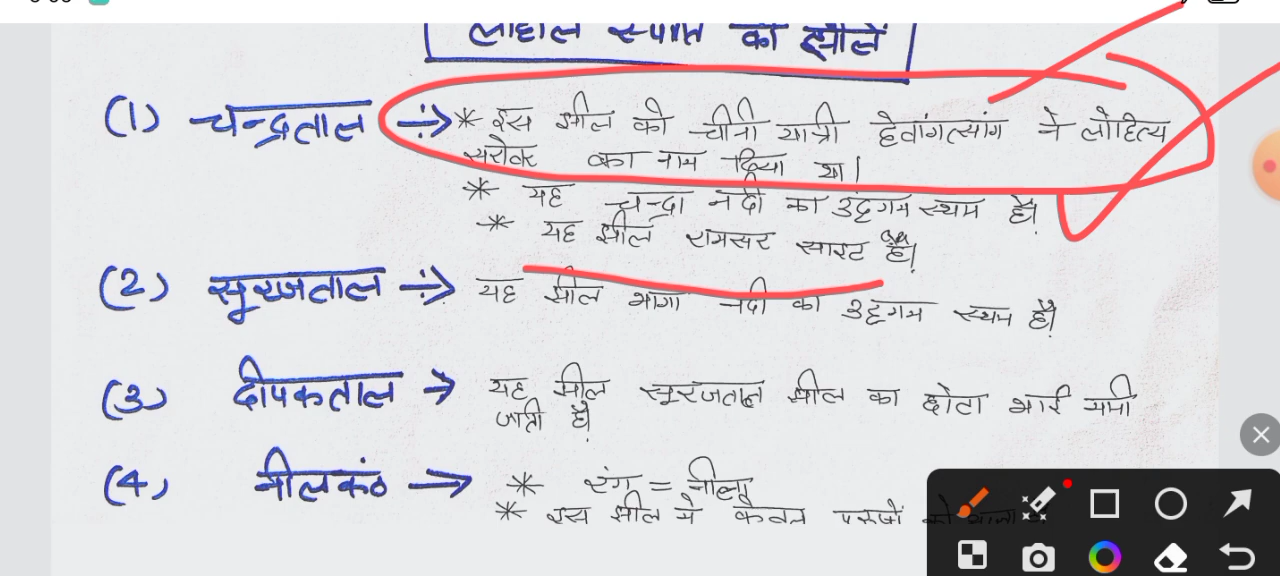 लाहौल स्पीति की झीलें
(1) चन्द्रताल → * इस झील को चीनी यात्री हेवांगत्सांग ने लोहित्य
सरोवर का नाम दिया था।
* यह चन्द्रा नदी का उद्गम स्थान है।
* यह झील रामसर साइट है।
(2) सूरजताल → यह झील भागा नदी का उद्गम स्थान है।
(3) दीपकताल → यह झील सूरजताल झील का छोटा भाई मानी
जाती है।
(4) नीलकंठ → * रंग = नीला
* इस झील मे केवल पुरुषों को